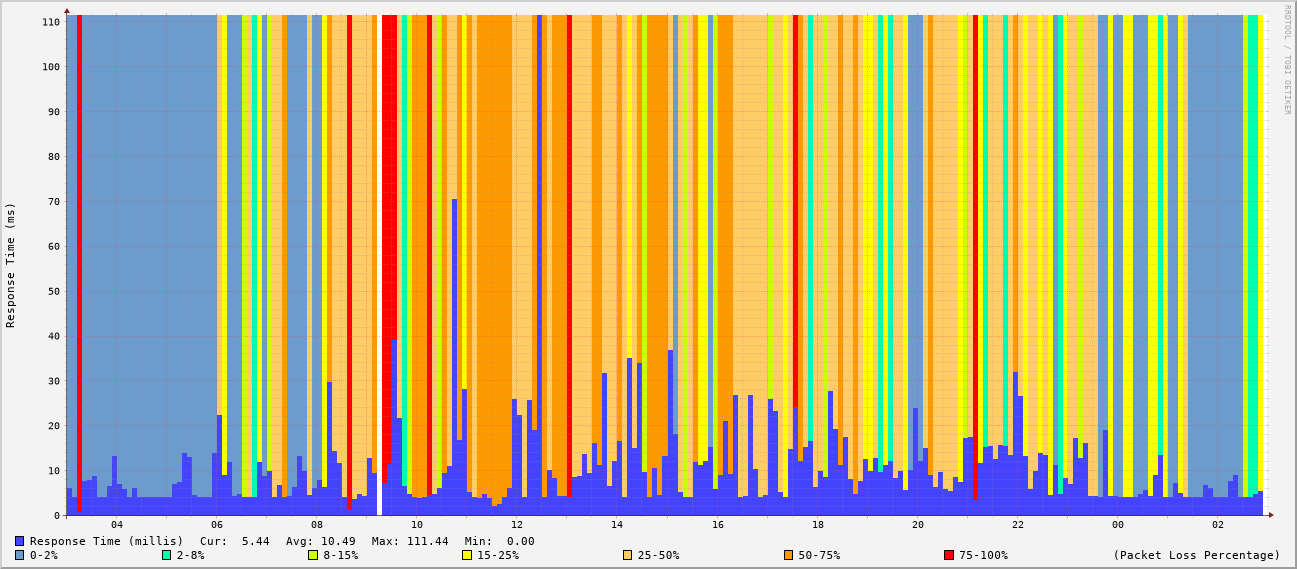 RRDTOOL / TOBI OETIKER
Response Time (ms)
110
100
90
80
70
60
50
40
30
20
10
0
04 06 08 10 12 14 16 18 20 22 00 02
Response Time (millis) Cur: 5.44 Avg: 10.49 Max: 111.44 Min: 0.00
0-2% 2-8% 8-15% 15-25% 25-50% 50-75% 75-100% (Packet Loss Percentage)